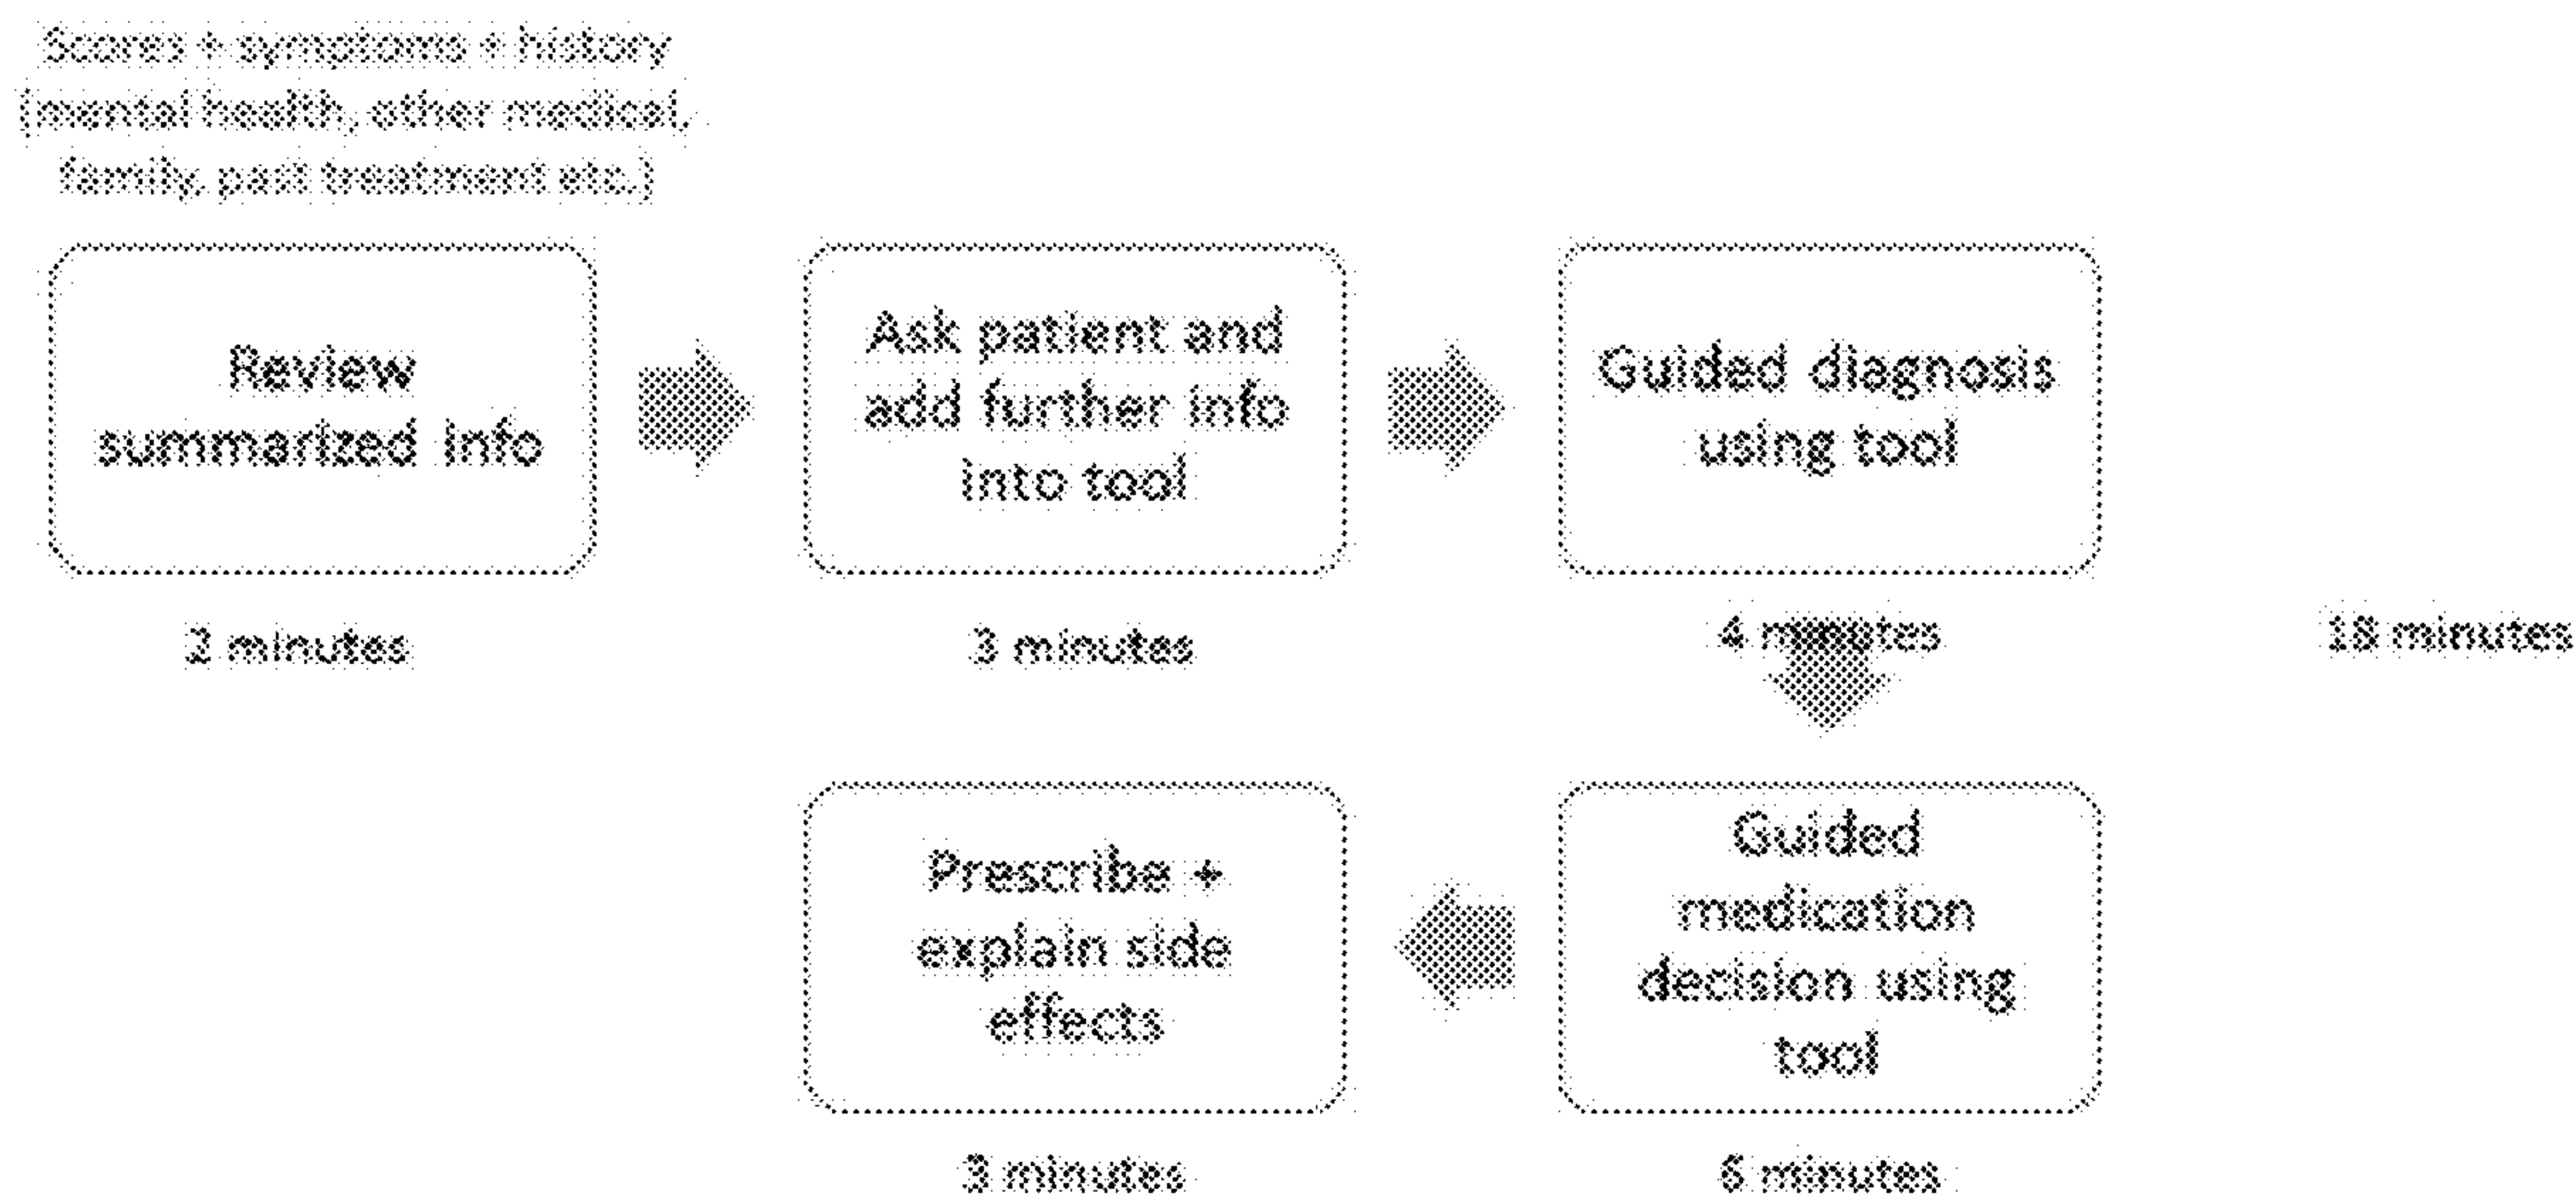 Scores + symptoms + history
[mental health, other medical,
family, past treatment etc.]
Review
summarized info
2 minutes
Ask patient and
add further info
into tool
3 minutes
Guided diagnosis
using tool
4 minutes
18 minutes
Guided
medication
decision using
tool
6 minutes
Prescribe +
explain side
effects
3 minutes